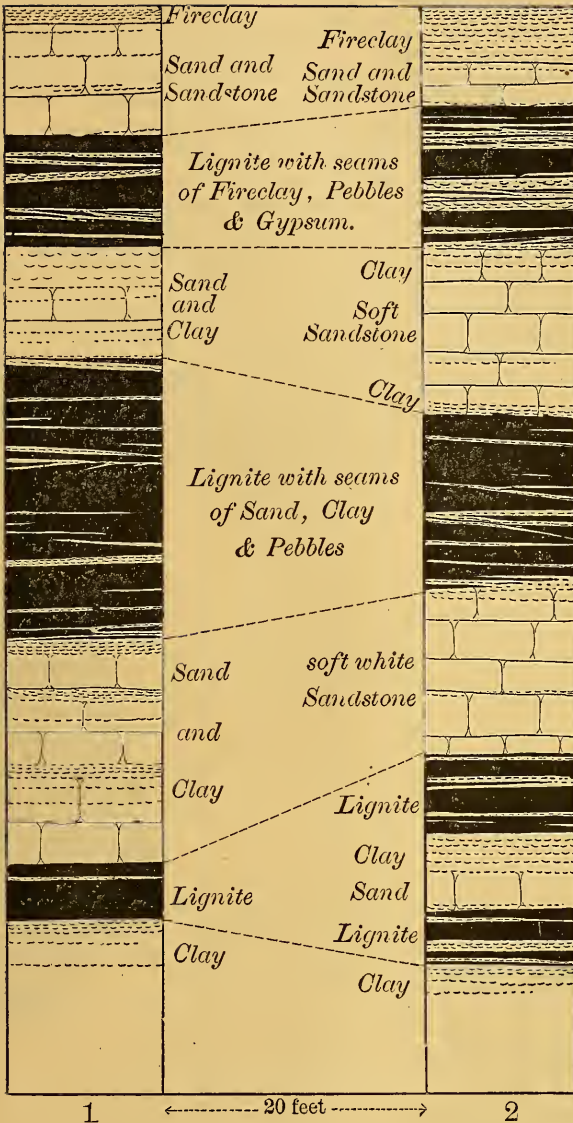 Fireclay
Sand and
Sandstone
Fireclay
Sand and
Sandstone
Lignite with seams
of Fireclay, Pebbles
& Gypsum.
Sand
and
Clay
Clay
Soft
Sandstone
Clay
Lignite with seams
of Sand, Clay
& Pebbles
Sand
and
Clay
soft white
Sandstone
Lignite
Clay
Sand
Lignite
Lignite
Clay
Clay
1
20 feet
2